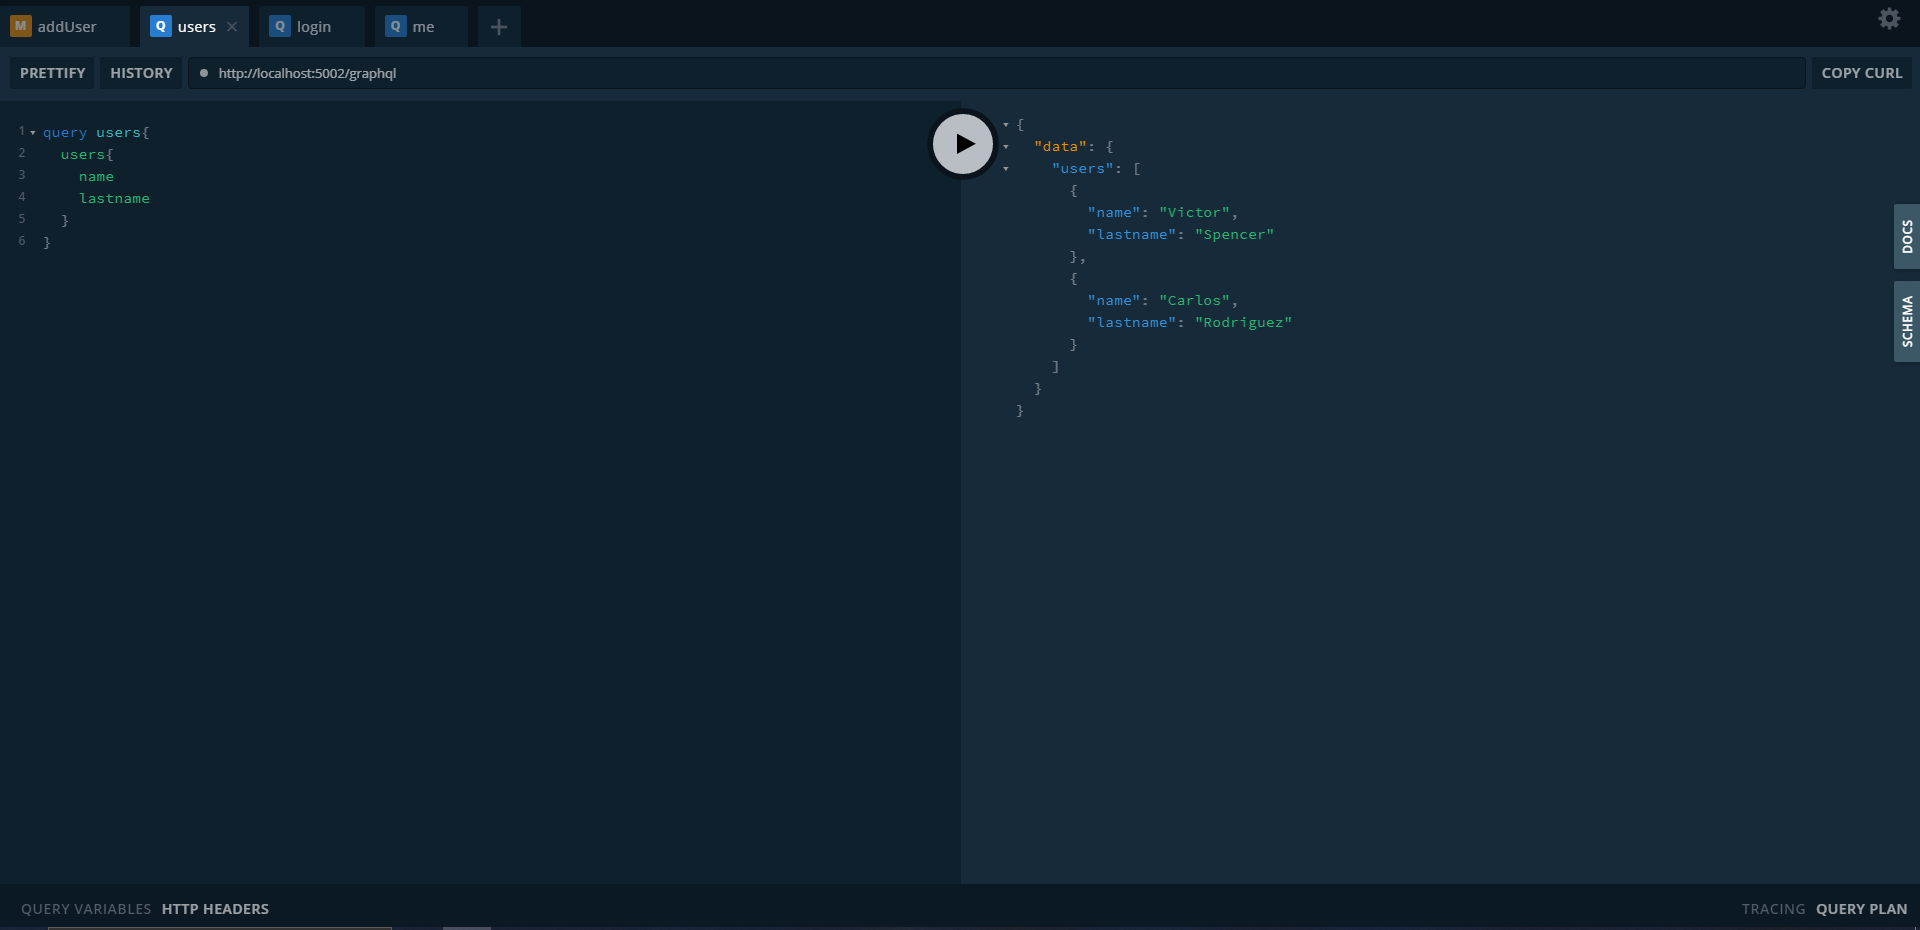 M addUser Q users × Q login Q me +
PRETTIFY HISTORY http://localhost:5002/graphql COPY CURL
1 query users{
2 users{
3 name
4 lastname
5 }
6 }
{
"data": {
"users": [
{
"name": "Victor",
"lastname": "Spencer"
},
{
"name": "Carlos",
"lastname": "Rodriguez"
}
]
}
}
DOCS
SCHEMA
QUERY VARIABLES HTTP HEADERS TRACING QUERY PLAN